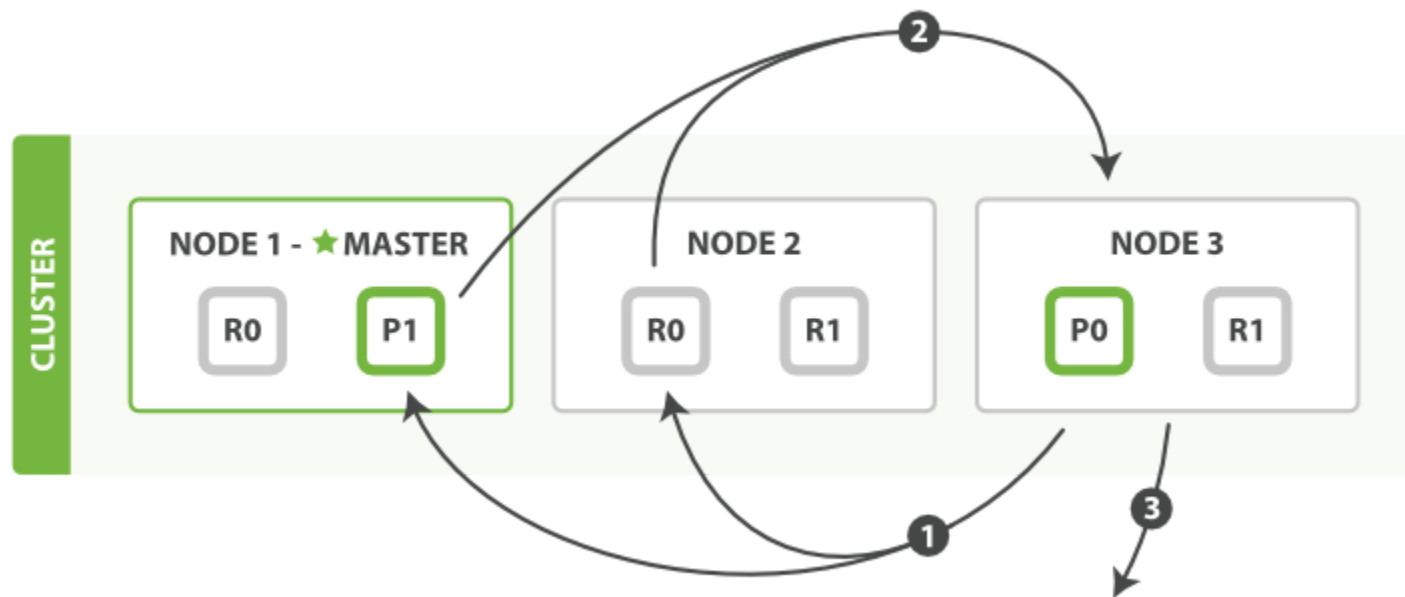 2
CLUSTER
NODE 1 - ★ MASTER
R0
P1
NODE 2
R0
R1
NODE 3
P0
R1
1
3